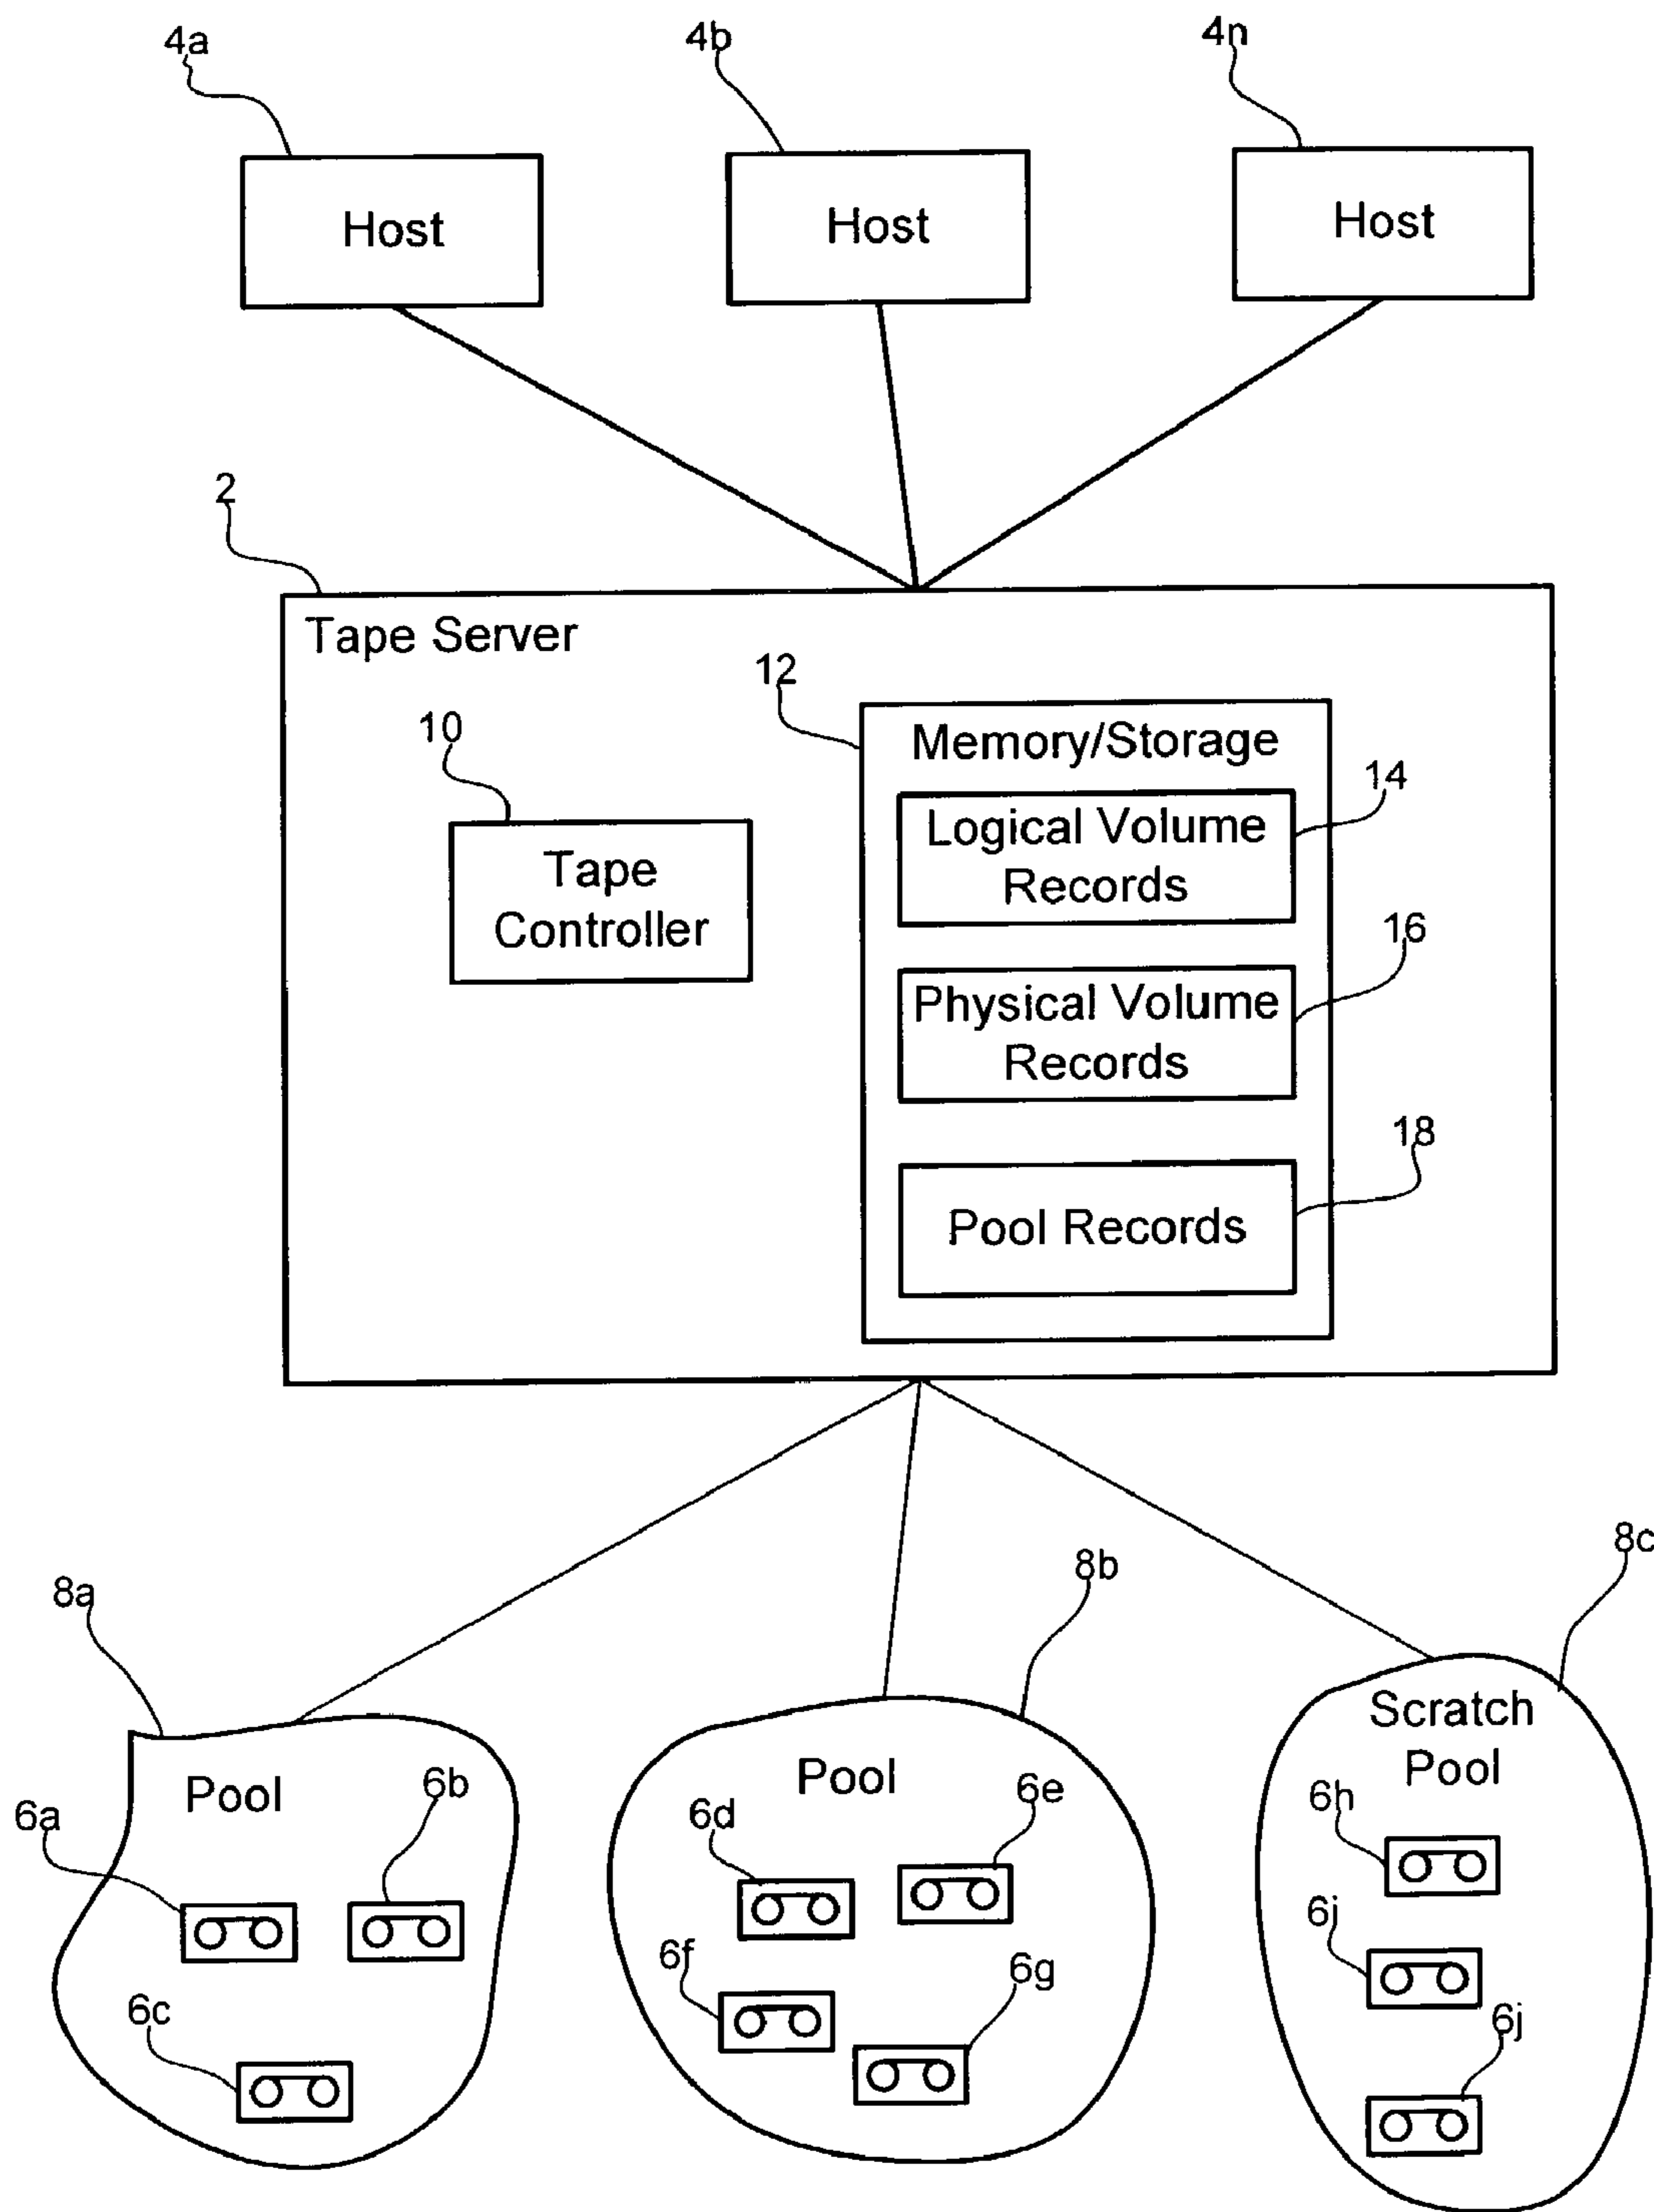 4a
4b
4n
Host
Host
Host
2
Tape Server
12
10
Memory/Storage
14
Logical Volume
Records
Tape
Controller
16
Physical Volume
Records
18
Pool Records
8c
8b
8a
Scratch
Pool
Pool
Pool
6b
6e
6h
6a
6d
6i
6f
6g
6c
6j